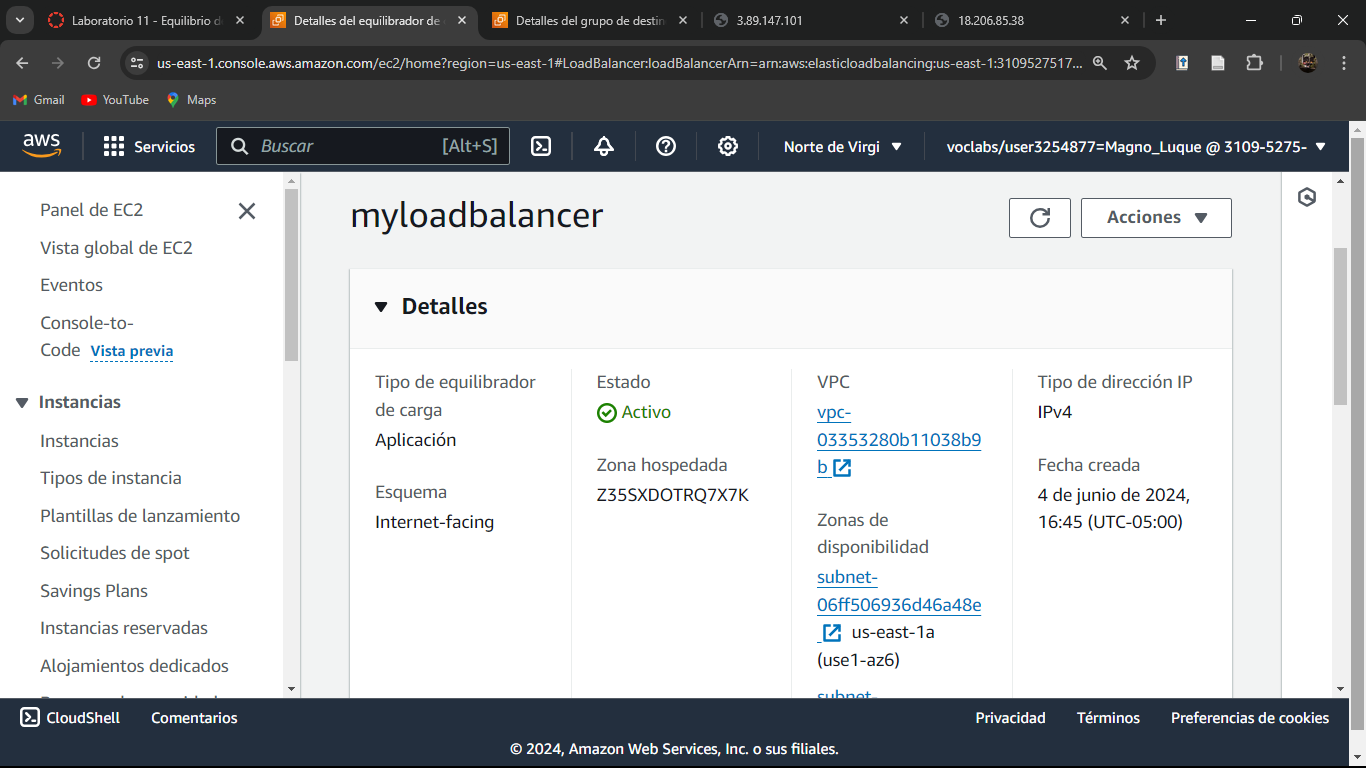 Laboratorio 11 - Equilibrio d
Detalles del equilibrador de
Detalles del grupo de destin
3.89.147.101
18.206.85.38
us-east-1.console.aws.amazon.com/ec2/home?region=us-east-1#LoadBalancer:loadBalancerArn=arn:aws:elasticloadbalancing:us-east-1:3109527517...
Gmail
YouTube
Maps
aws
Servicios
Buscar
[Alt+S]
Norte de Virgi
voclabs/user3254877=Magno_Luque @ 3109-5275-
Panel de EC2
Vista global de EC2
Eventos
Console-to-
Code Vista previa
Instancias
Instancias
Tipos de instancia
Plantillas de lanzamiento
Solicitudes de spot
Savings Plans
Instancias reservadas
Alojamientos dedicados
myloadbalancer
Acciones
Detalles
Tipo de equilibrador
de carga
Aplicación
Esquema
Internet-facing
Estado
Activo
Zona hospedada
Z35SXDOTRQ7X7K
VPC
vpc-
03353280b11038b9
b
Zonas de
disponibilidad
subnet-
06ff506936d46a48e
us-east-1a
(use1-az6)
subnet-
Tipo de dirección IP
IPv4
Fecha creada
4 de junio de 2024,
16:45 (UTC-05:00)
CloudShell
Comentarios
Privacidad
Términos
Preferencias de cookies
© 2024, Amazon Web Services, Inc. o sus filiales.